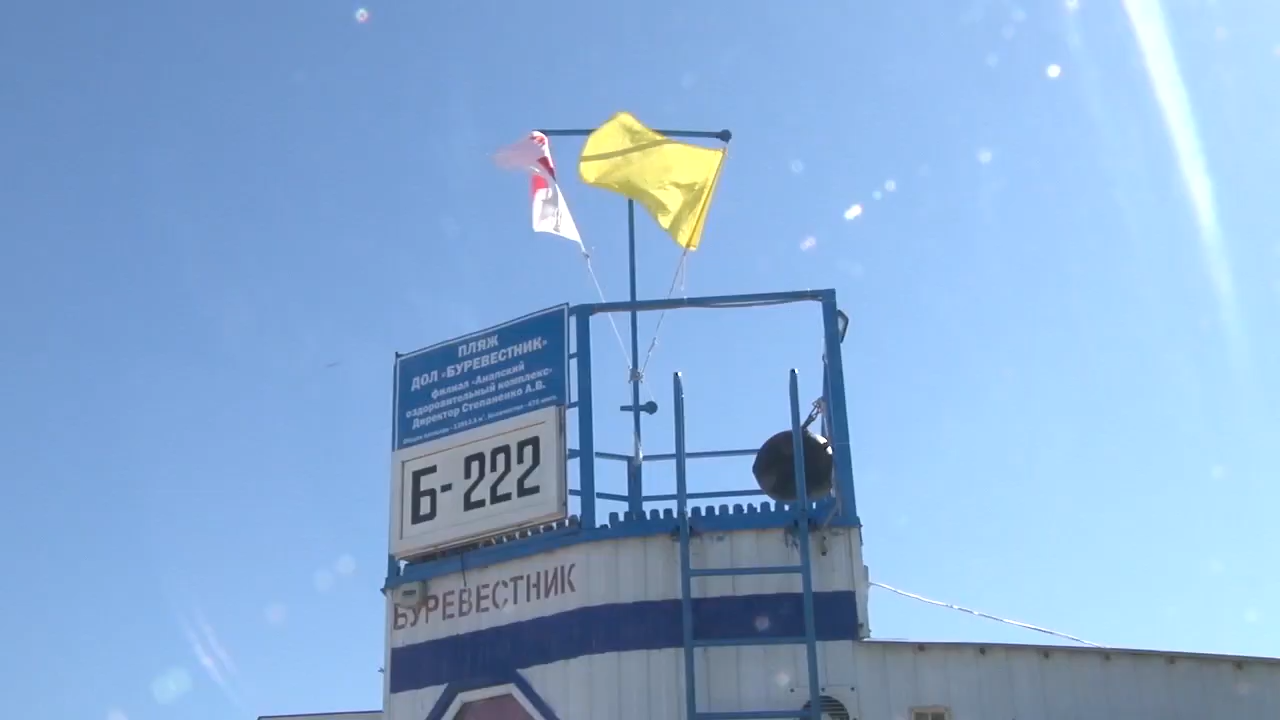 ПЛЯЖ
ДОЛ «БУРЕВЕСТНИК»
филиал «Анапский
оздоровительный комплекс»
Директор Степаненко А.В.
Б-222
БУРЕВЕСТНИК